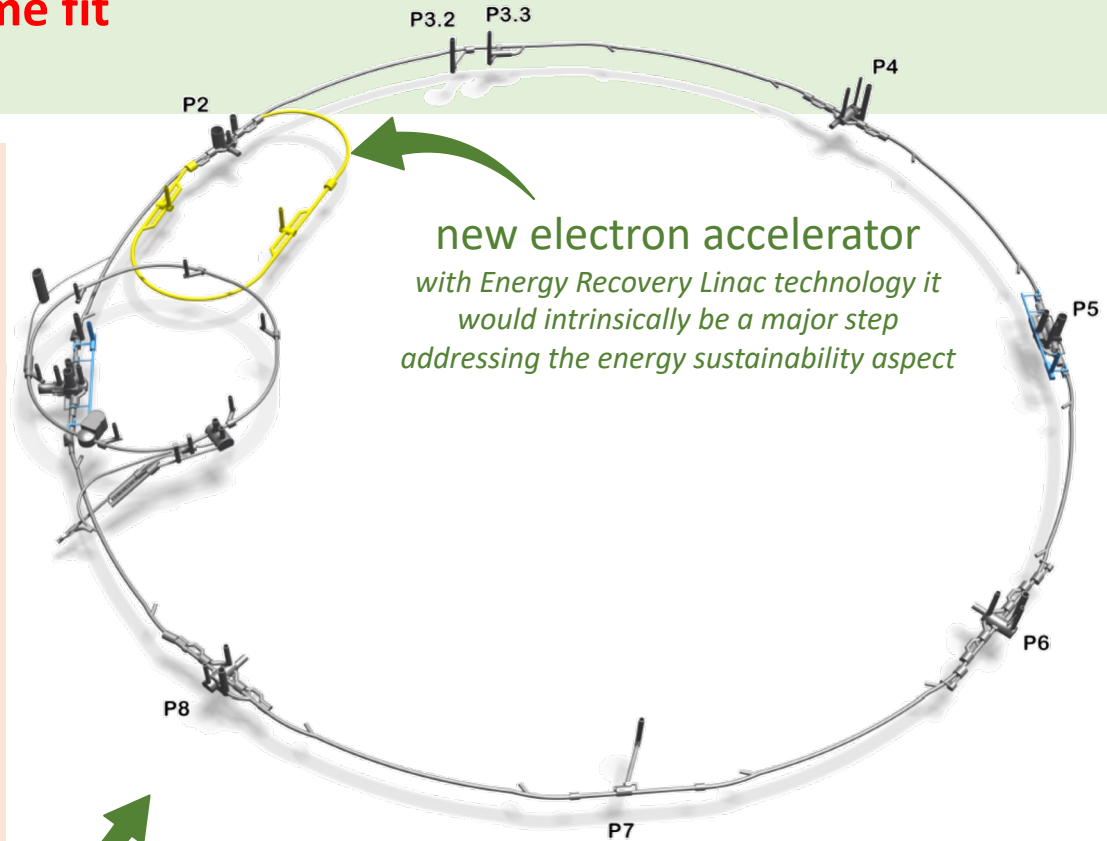 fit
P3.2 P3.3
P4
P2
new electron accelerator
with Energy Recovery Linac technology it
would intrinsically be a major step
addressing the energy sustainability aspect
P5
P6
P8
P7